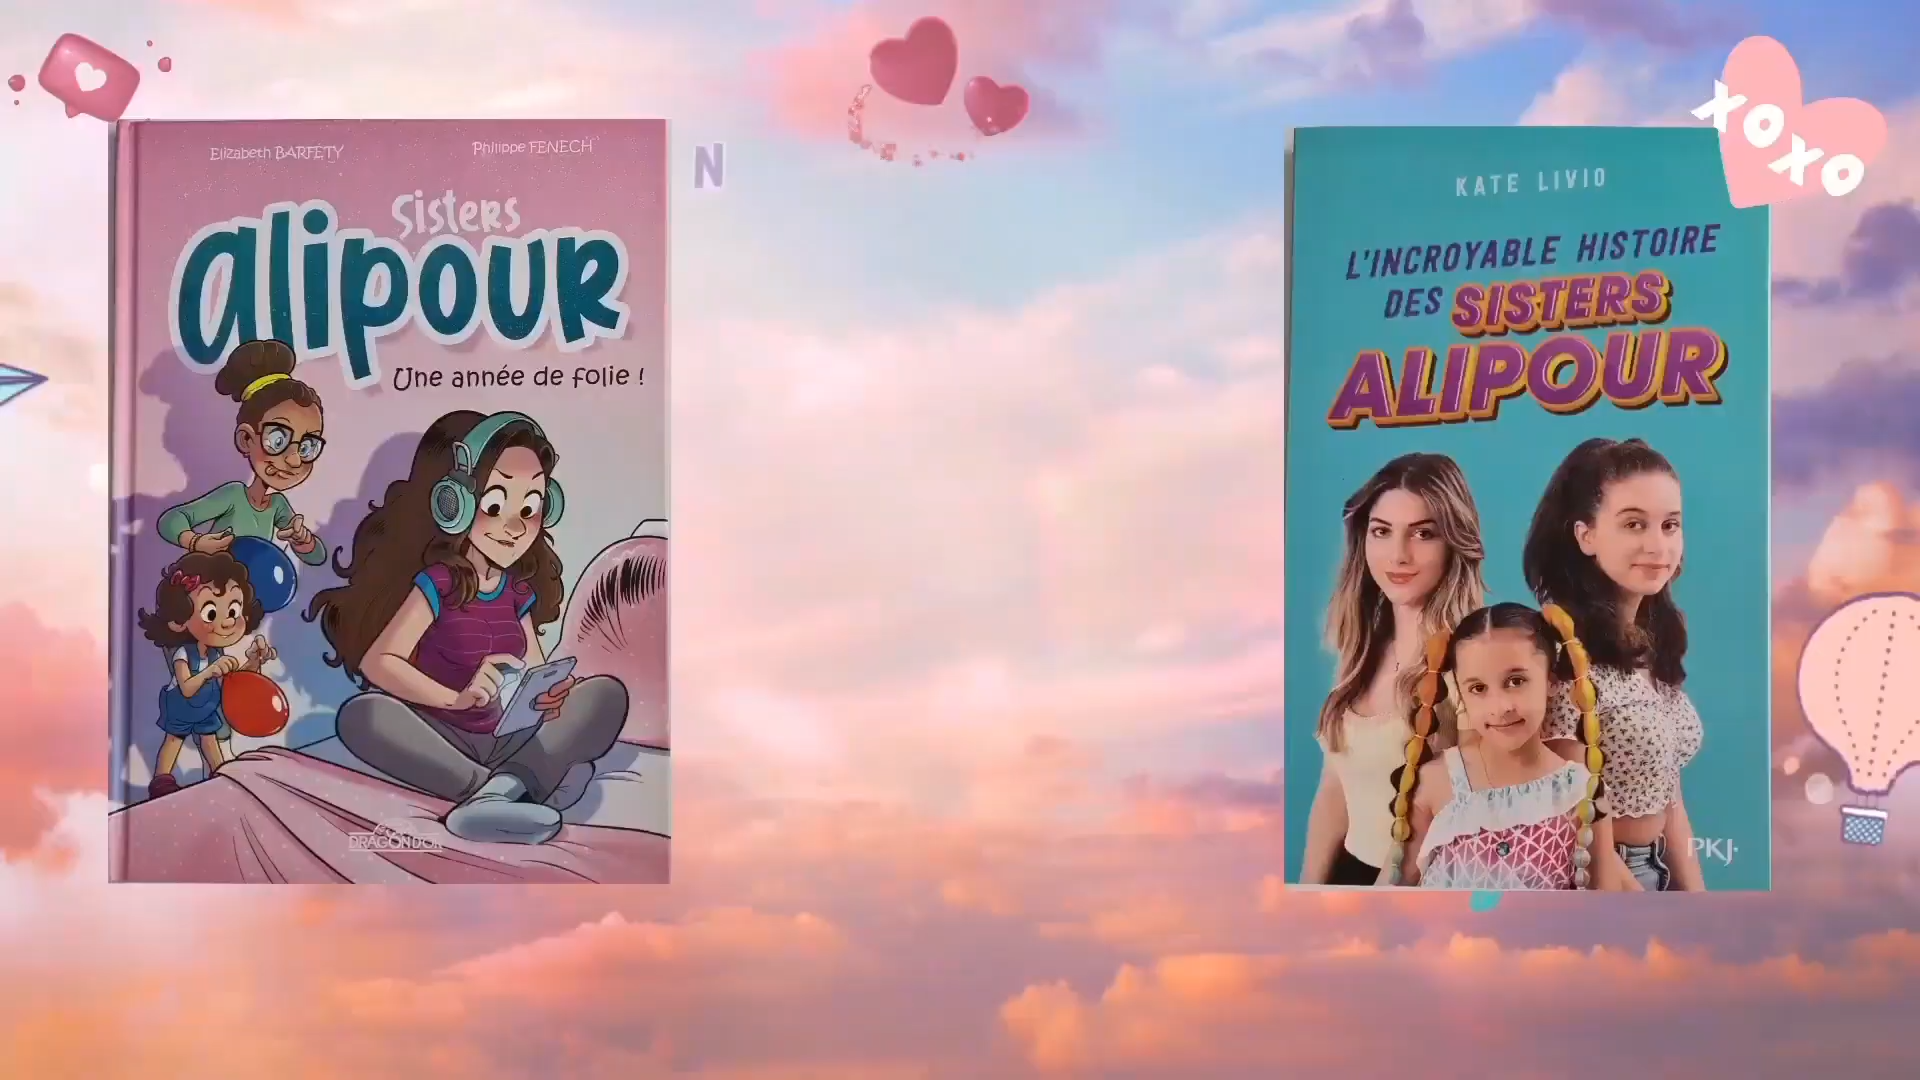 Elizabeth BARFÉTY
Philippe FENECH
Sisters
alipour
Une année de folie !
DRAGON D'OR
N
KATE LIVIO
L'INCROYABLE HISTOIRE
DES SISTERS
ALIPOUR
PKJ.
XOXO